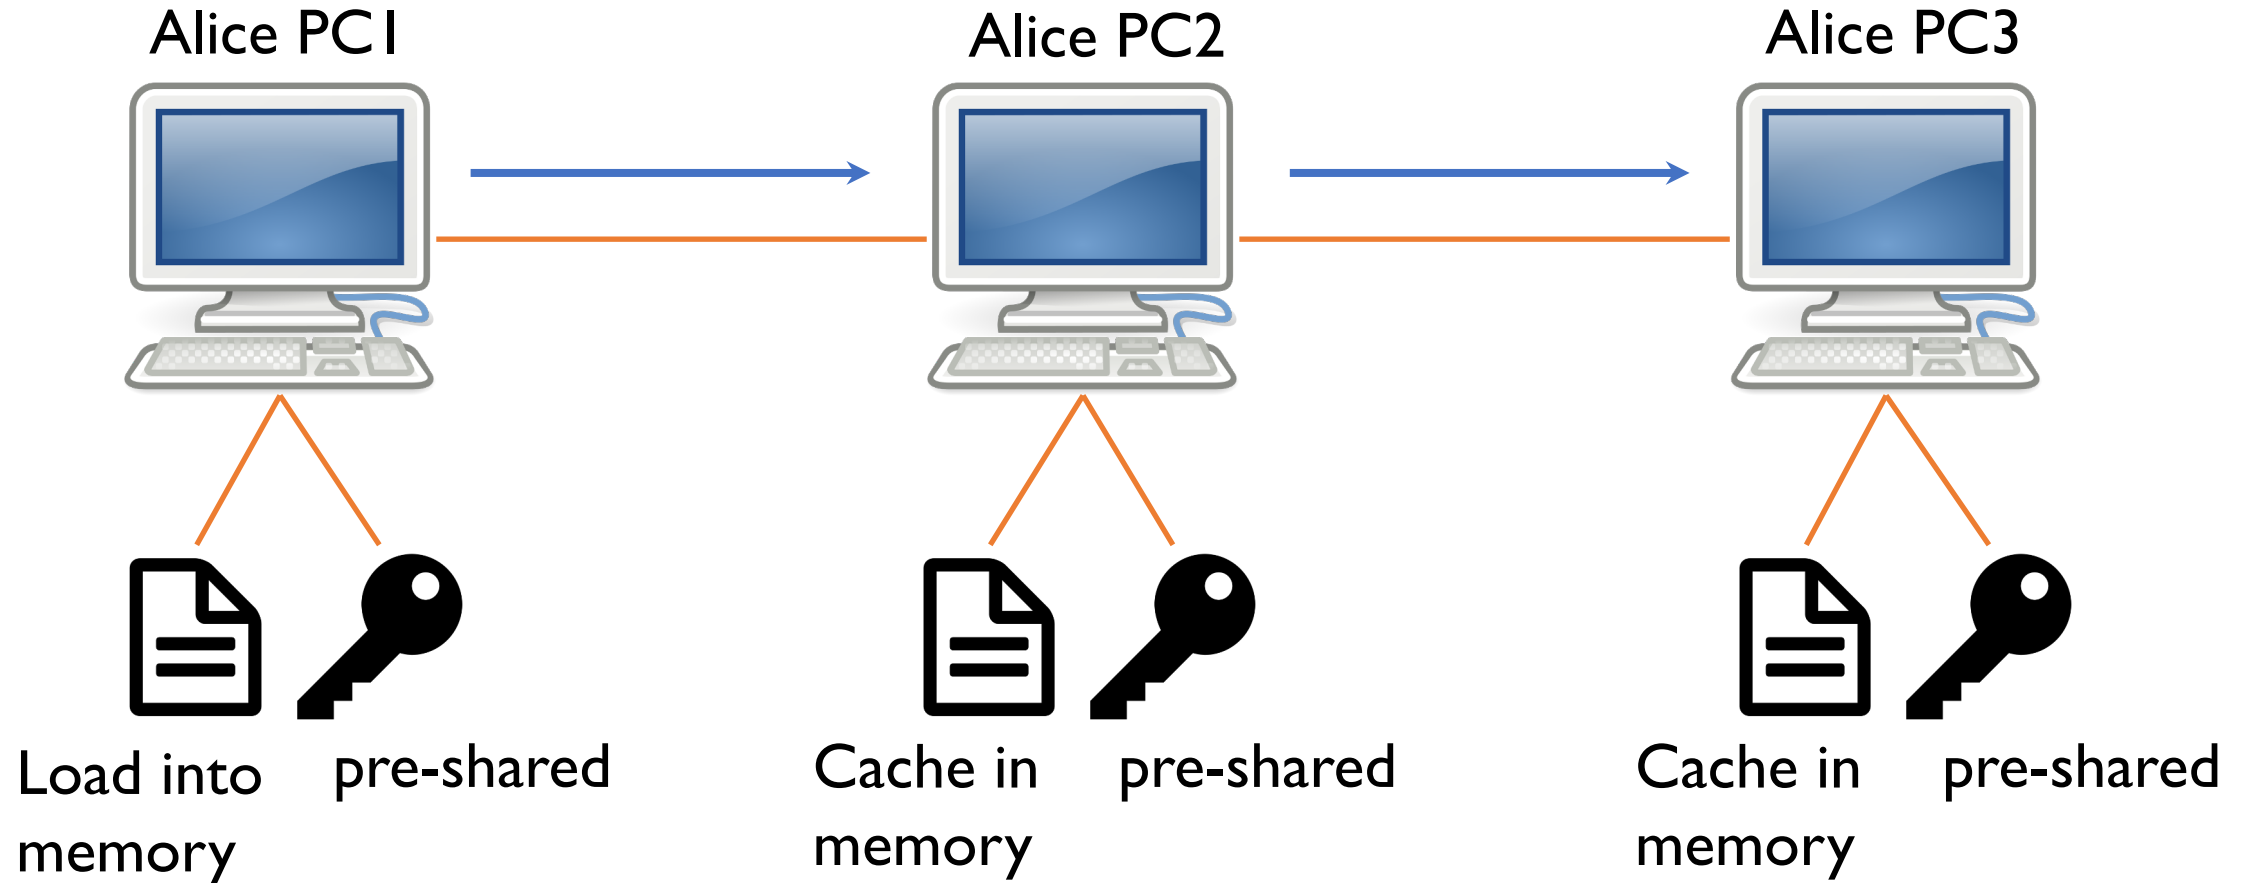 Alice PC1
Alice PC2
Alice PC3
Load into
memory
pre-shared
Cache in
memory
pre-shared
Cache in
memory
pre-shared